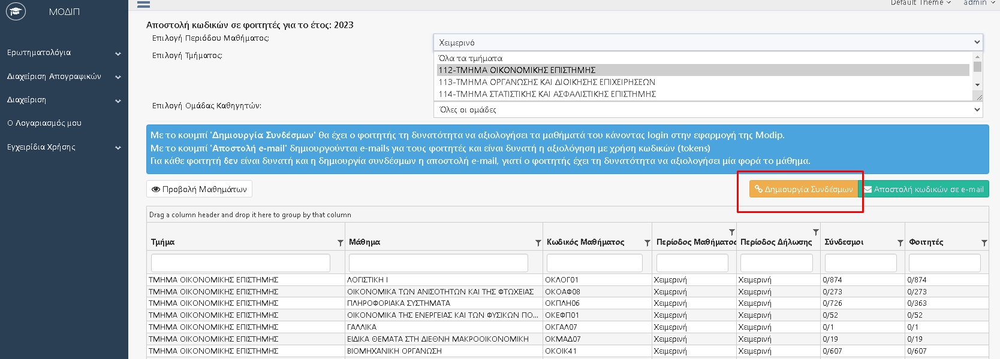 ΜΟΔΙΠ
Default Theme
admin
Ερωτηματολόγια
Διαχείριση Απογραφικών
Διαχείριση
Ο Λογαριασμός μου
Εγχειρίδια Χρήσης
Αποστολή κωδικών σε φοιτητές για το έτος: 2023
Επιλογή Περιόδου Μαθήματος:
Χειμερινό
Επιλογή Τμήματος:
Όλα τα τμήματα
112-ΤΜΗΜΑ ΟΙΚΟΝΟΜΙΚΗΣ ΕΠΙΣΤΗΜΗΣ
113-ΤΜΗΜΑ ΟΡΓΑΝΩΣΗΣ ΚΑΙ ΔΙΟΙΚΗΣΗΣ ΕΠΙΧΕΙΡΗΣΕΩΝ
114-ΤΜΗΜΑ ΣΤΑΤΙΣΤΙΚΗΣ ΚΑΙ ΑΣΦΑΛΙΣΤΙΚΗΣ ΕΠΙΣΤΗΜΗΣ
Επιλογή Ομάδας Καθηγητών:
Όλες οι ομάδες
Με το κουμπί 'Δημιουργία Συνδέσμων' θα έχει ο φοιτητής τη δυνατότητα να αξιολογήσει τα μαθήματά του κάνοντας login στην εφαρμογή της Modip.
Με το κουμπί 'Αποστολή e-mail' δημιουργούνται e-mails για τους φοιτητές και είναι δυνατή η αξιολόγηση με χρήση κωδικών (tokens)
Για κάθε φοιτητή δεν είναι δυνατή και η δημιουργία συνδέσμων η αποστολή e-mail, γιατί ο φοιτητής έχει τη δυνατότητα να αξιολογήσει μία φορά το μάθημα.
Προβολή Μαθημάτων
Δημιουργία Συνδέσμων
Αποστολή κωδικών σε e-mail
Drag a column header and drop it here to group by that column
Τμήμα Μάθημα Κωδικός Μαθήματος Περίοδος Μαθήματος Περίοδος Δήλωσης Σύνδεσμοι Φοιτητές
ΤΜΗΜΑ ΟΙΚΟΝΟΜΙΚΗΣ ΕΠΙΣΤΗΜΗΣ ΛΟΓΙΣΤΙΚΗ Ι ΟΚΛΟΓ01 Χειμερινή Χειμερινή 0/874 0/874
ΤΜΗΜΑ ΟΙΚΟΝΟΜΙΚΗΣ ΕΠΙΣΤΗΜΗΣ ΟΙΚΟΝΟΜΙΚΑ ΤΩΝ ΑΝΙΣΟΤΗΤΩΝ ΚΑΙ ΤΗΣ ΦΤΩΧΕΙΑΣ ΟΚΟΑΦ08 Χειμερινή Χειμερινή 0/273 0/273
ΤΜΗΜΑ ΟΙΚΟΝΟΜΙΚΗΣ ΕΠΙΣΤΗΜΗΣ ΠΛΗΡΟΦΟΡΙΑΚΑ ΣΥΣΤΗΜΑΤΑ ΟΚΠΛΗ06 Χειμερινή Χειμερινή 0/726 0/363
ΤΜΗΜΑ ΟΙΚΟΝΟΜΙΚΗΣ ΕΠΙΣΤΗΜΗΣ ΟΙΚΟΝΟΜΙΚΑ ΤΗΣ ΕΝΕΡΓΕΙΑΣ ΚΑΙ ΤΩΝ ΦΥΣΙΚΩΝ ΠΟ... ΟΚΕΦΠ01 Χειμερινή Χειμερινή 0/52 0/52
ΤΜΗΜΑ ΟΙΚΟΝΟΜΙΚΗΣ ΕΠΙΣΤΗΜΗΣ ΓΑΛΛΙΚΑ ΟΚΓΑΛ07 Χειμερινή Χειμερινή 0/1 0/1
ΤΜΗΜΑ ΟΙΚΟΝΟΜΙΚΗΣ ΕΠΙΣΤΗΜΗΣ ΕΙΔΙΚΑ ΘΕΜΑΤΑ ΣΤΗ ΔΙΕΘΝΗ ΜΑΚΡΟΟΙΚΟΝΟΜΙΚΗ ΟΚΜΑΔ07 Χειμερινή Χειμερινή 0/19 0/19
ΤΜΗΜΑ ΟΙΚΟΝΟΜΙΚΗΣ ΕΠΙΣΤΗΜΗΣ ΒΙΟΜΗΧΑΝΙΚΗ ΟΡΓΑΝΩΣΗ ΟΚΟΙΚ41 Χειμερινή Χειμερινή 0/607 0/607